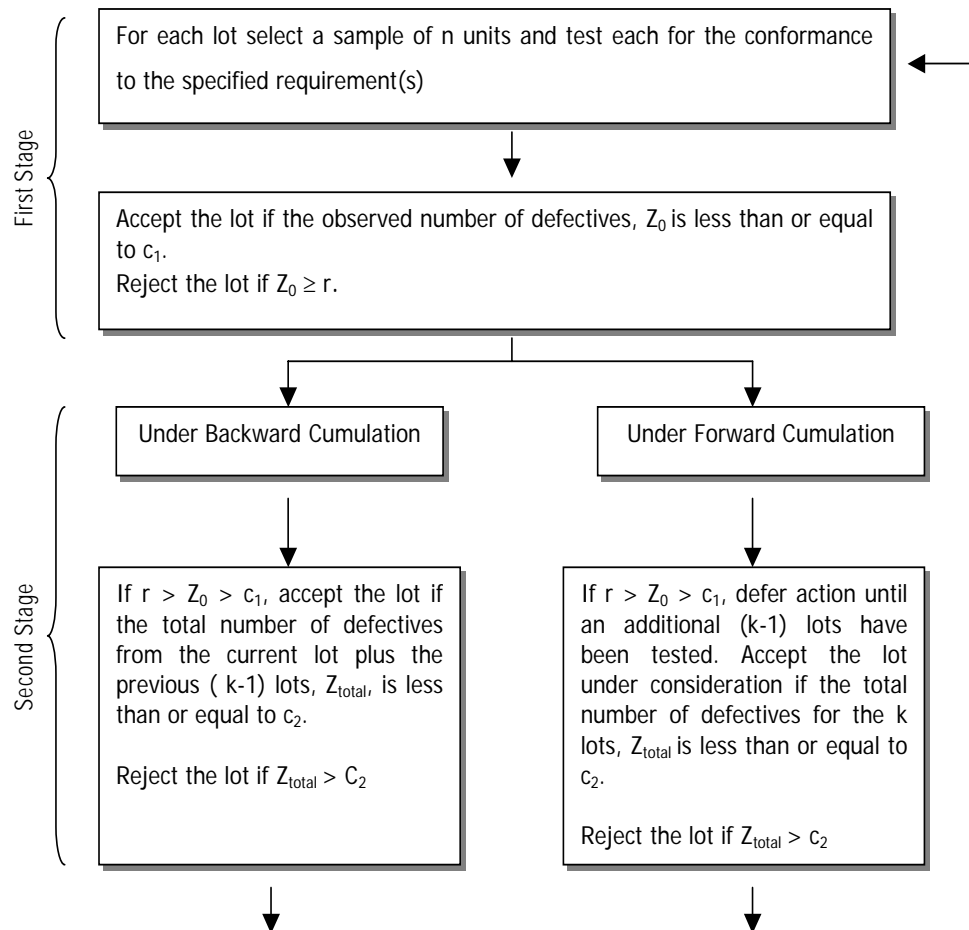 For each lot select a sample of n units and test each for the conformance
to the specified requirement(s)
First Stage
Accept the lot if the observed number of defectives, Z₀ is less than or equal
to c₁.
Reject the lot if Z₀ ≥ r.
Under Backward Cumulation
Under Forward Cumulation
Second Stage
If r > Z₀ > c₁, accept the lot if
the total number of defectives
from the current lot plus the
previous ( k-1) lots, Z_total, is less
than or equal to c₂.
Reject the lot if Z_total > C₂
If r > Z₀ > c₁, defer action until
an additional (k-1) lots have
been tested. Accept the lot
under consideration if the total
number of defectives for the k
lots, Z_total is less than or equal to
c₂.
Reject the lot if Z_total > c₂